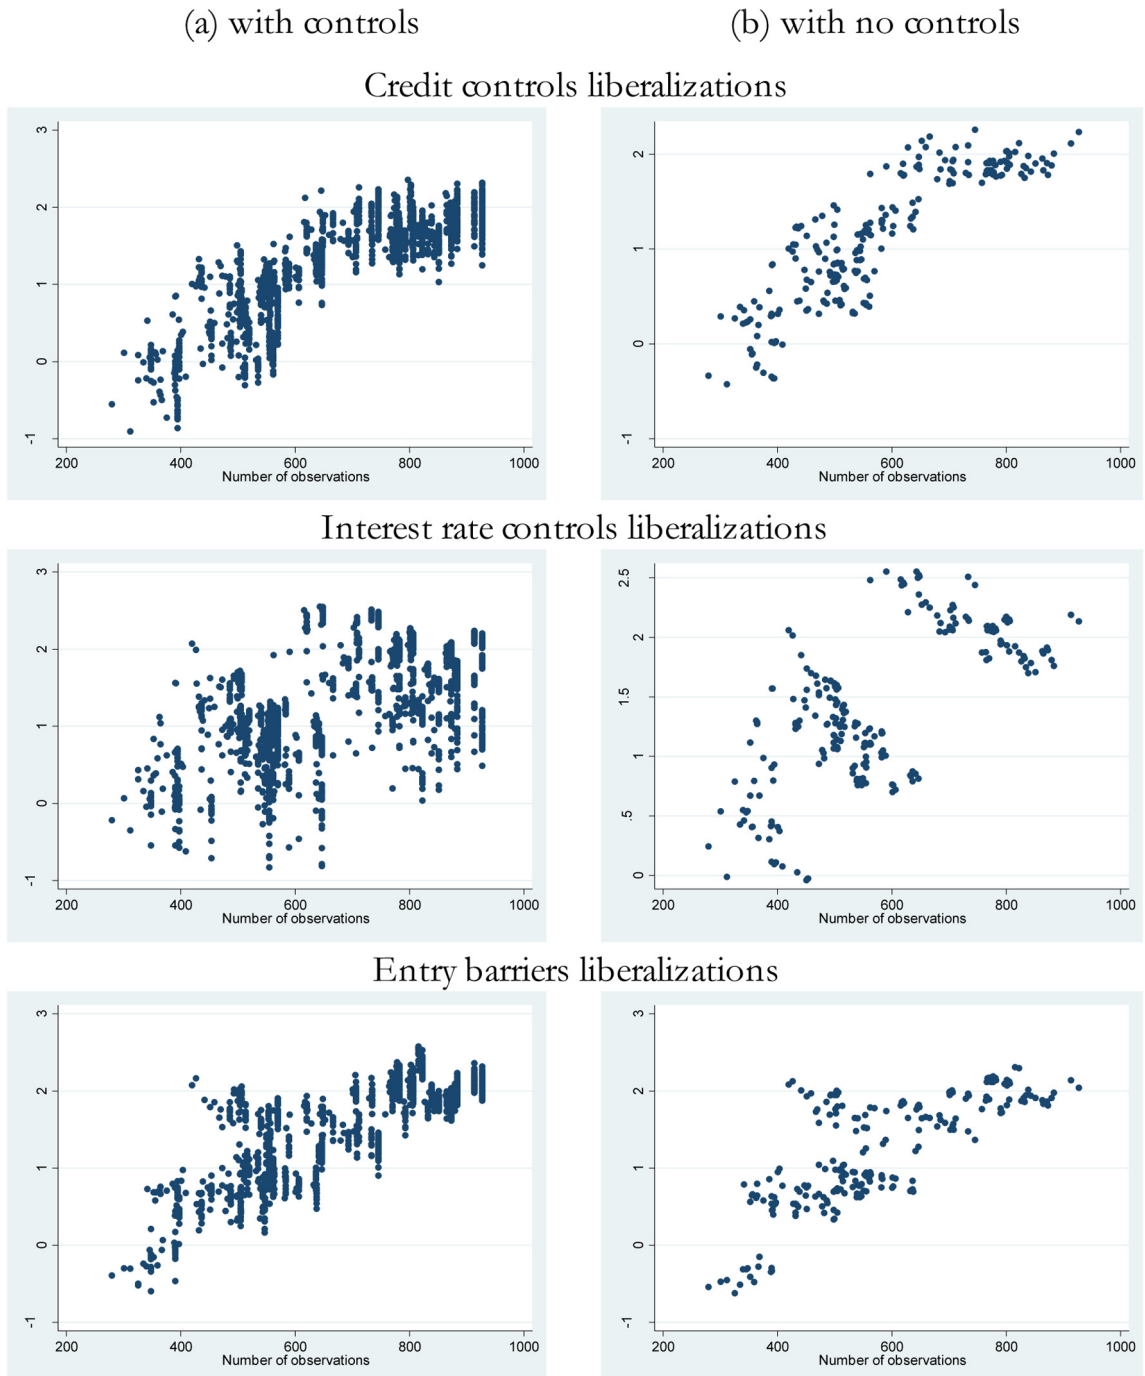 (a) with controls (b) with no controls
Credit controls liberalizations
3 2
2 1
1 0
0 -1
-1
200 400 600 800 1000 200 400 600 800 1000
Number of observations Number of observations
Interest rate controls liberalizations
3 2.5
2 2
1 1.5
0 1
-1 .5
0
200 400 600 800 1000 200 400 600 800 1000
Number of observations Number of observations
Entry barriers liberalizations
3 3
2 2
1 1
0 0
-1 -1
200 400 600 800 1000 200 400 600 800 1000
Number of observations Number of observations